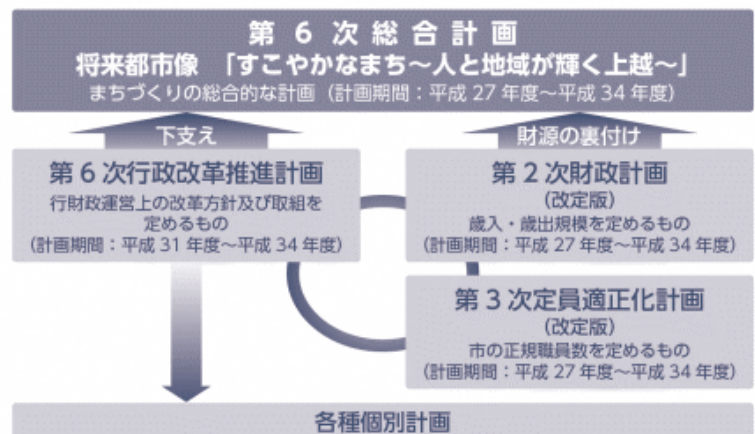 第 6 次 総 合 計 画
将来都市像 「すこやかなまち～人と地域が輝く上越～」
まちづくりの総合的な計画（計画期間：平成 27 年度～平成 34 年度）
下支え
財源の裏付け
第 6 次行政改革推進計画
行財政運営上の改革方針及び取組を
定めるもの
（計画期間：平成 31 年度～平成 34 年度）
第 2 次財政計画
（改定版）
歳入・歳出規模を定めるもの
（計画期間：平成 27 年度～平成 34 年度）
第 3 次定員適正化計画
（改定版）
市の正規職員数を定めるもの
（計画期間：平成 27 年度～平成 34 年度）
各種個別計画